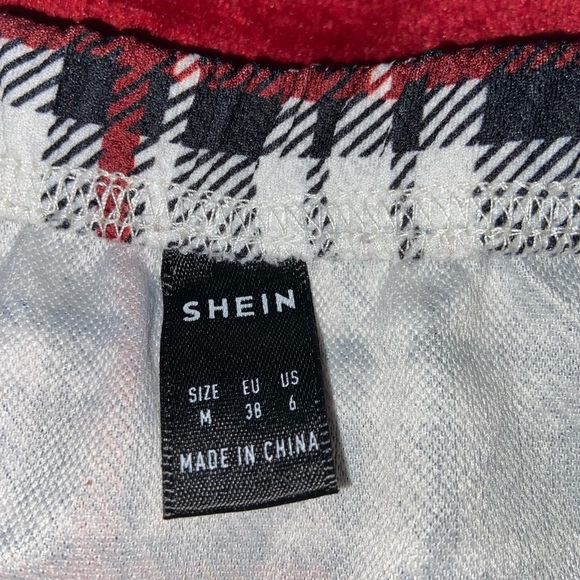 SHEIN
SIZE EU US
M 38 6
MADE IN CHINA